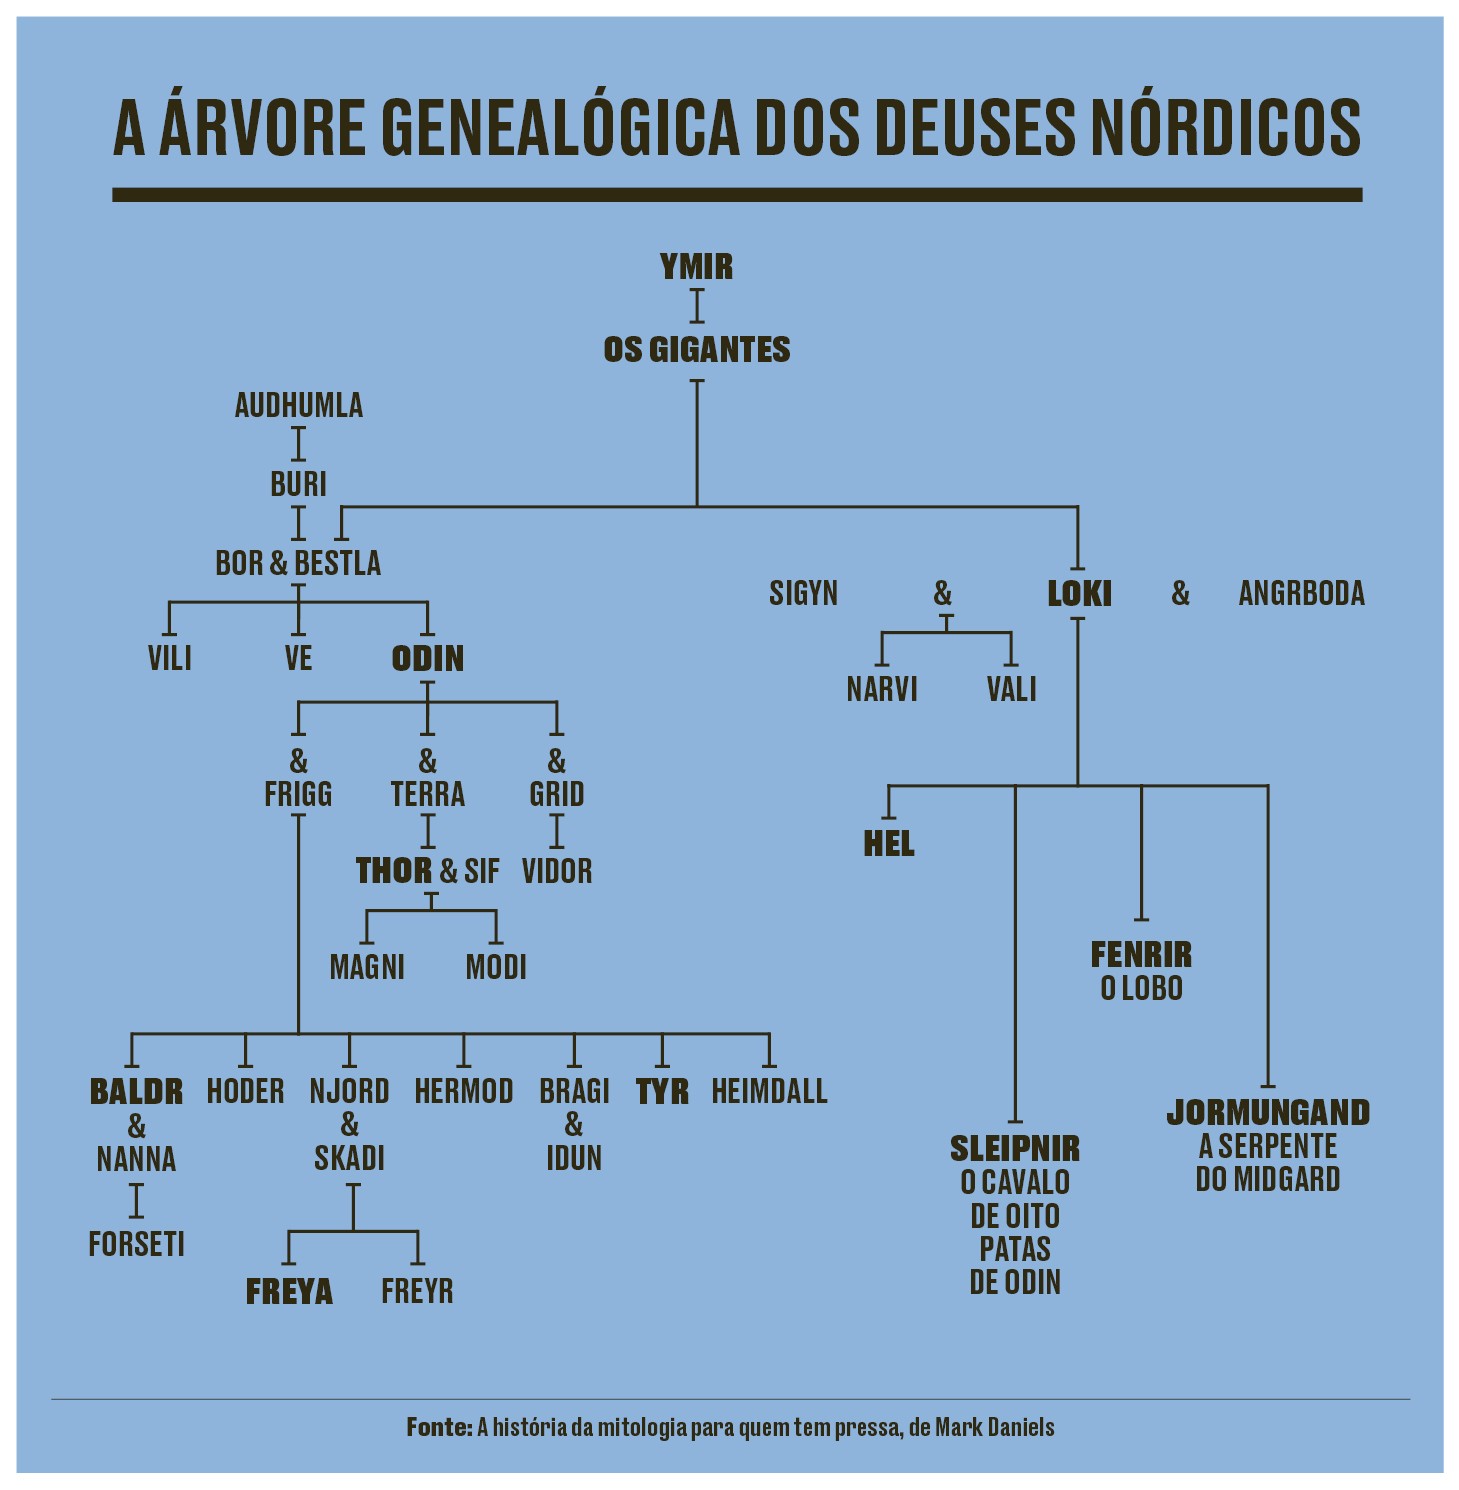 A ÁRVORE GENEALÓGICA DOS DEUSES NÓRDICOS
YMIR
OS GIGANTES
AUDHUMLA
BURI
BOR & BESTLA
SIGYN & LOKI & ANGRBODA
VILI VE ODIN
NARVI VALI
& & &
FRIGG TERRA GRID
THOR & SIF VIDOR
HEL
MAGNI MODI
FENRIR
O LOBO
BALDR HODER NJORD HERMOD BRAGI TYR HEIMDALL
& & &
NANNA SKADI IDUN
JORMUNGAND
A SERPENTE
DO MIDGARD
SLEIPNIR
O CAVALO
DE OITO
PATAS
DE ODIN
FORSETI
FREYA FREYR
Fonte: A história da mitologia para quem tem pressa, de Mark Daniels